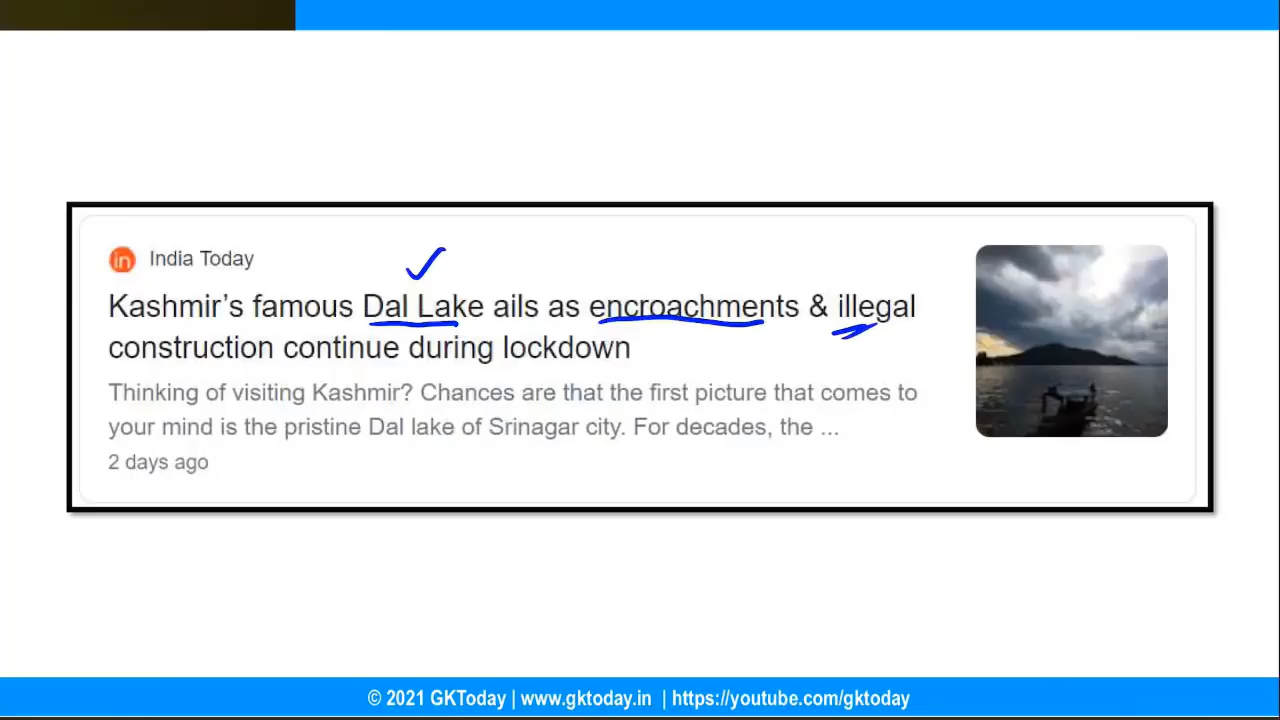 in India Today
Kashmir’s famous Dal Lake ails as encroachments & illegal
construction continue during lockdown
Thinking of visiting Kashmir? Chances are that the first picture that comes to
your mind is the pristine Dal lake of Srinagar city. For decades, the ...
2 days ago
© 2021 GKToday | www.gktoday.in | https://youtube.com/gktoday